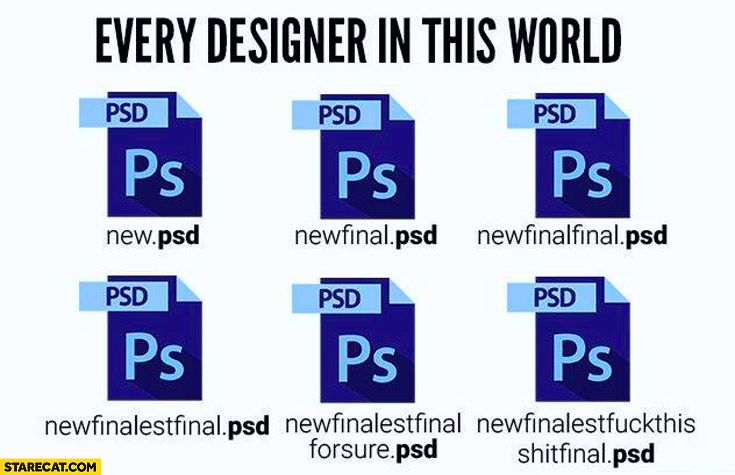 EVERY DESIGNER IN THIS WORLD
PSD PSD PSD
Ps Ps Ps
new.psd newfinal.psd newfinalfinal.psd
PSD PSD PSD
Ps Ps Ps
newfinalestfinal.psd newfinalestfinal newfinalestfuckthis
forsure.psd shitfinal.psd
STARECAT.COM